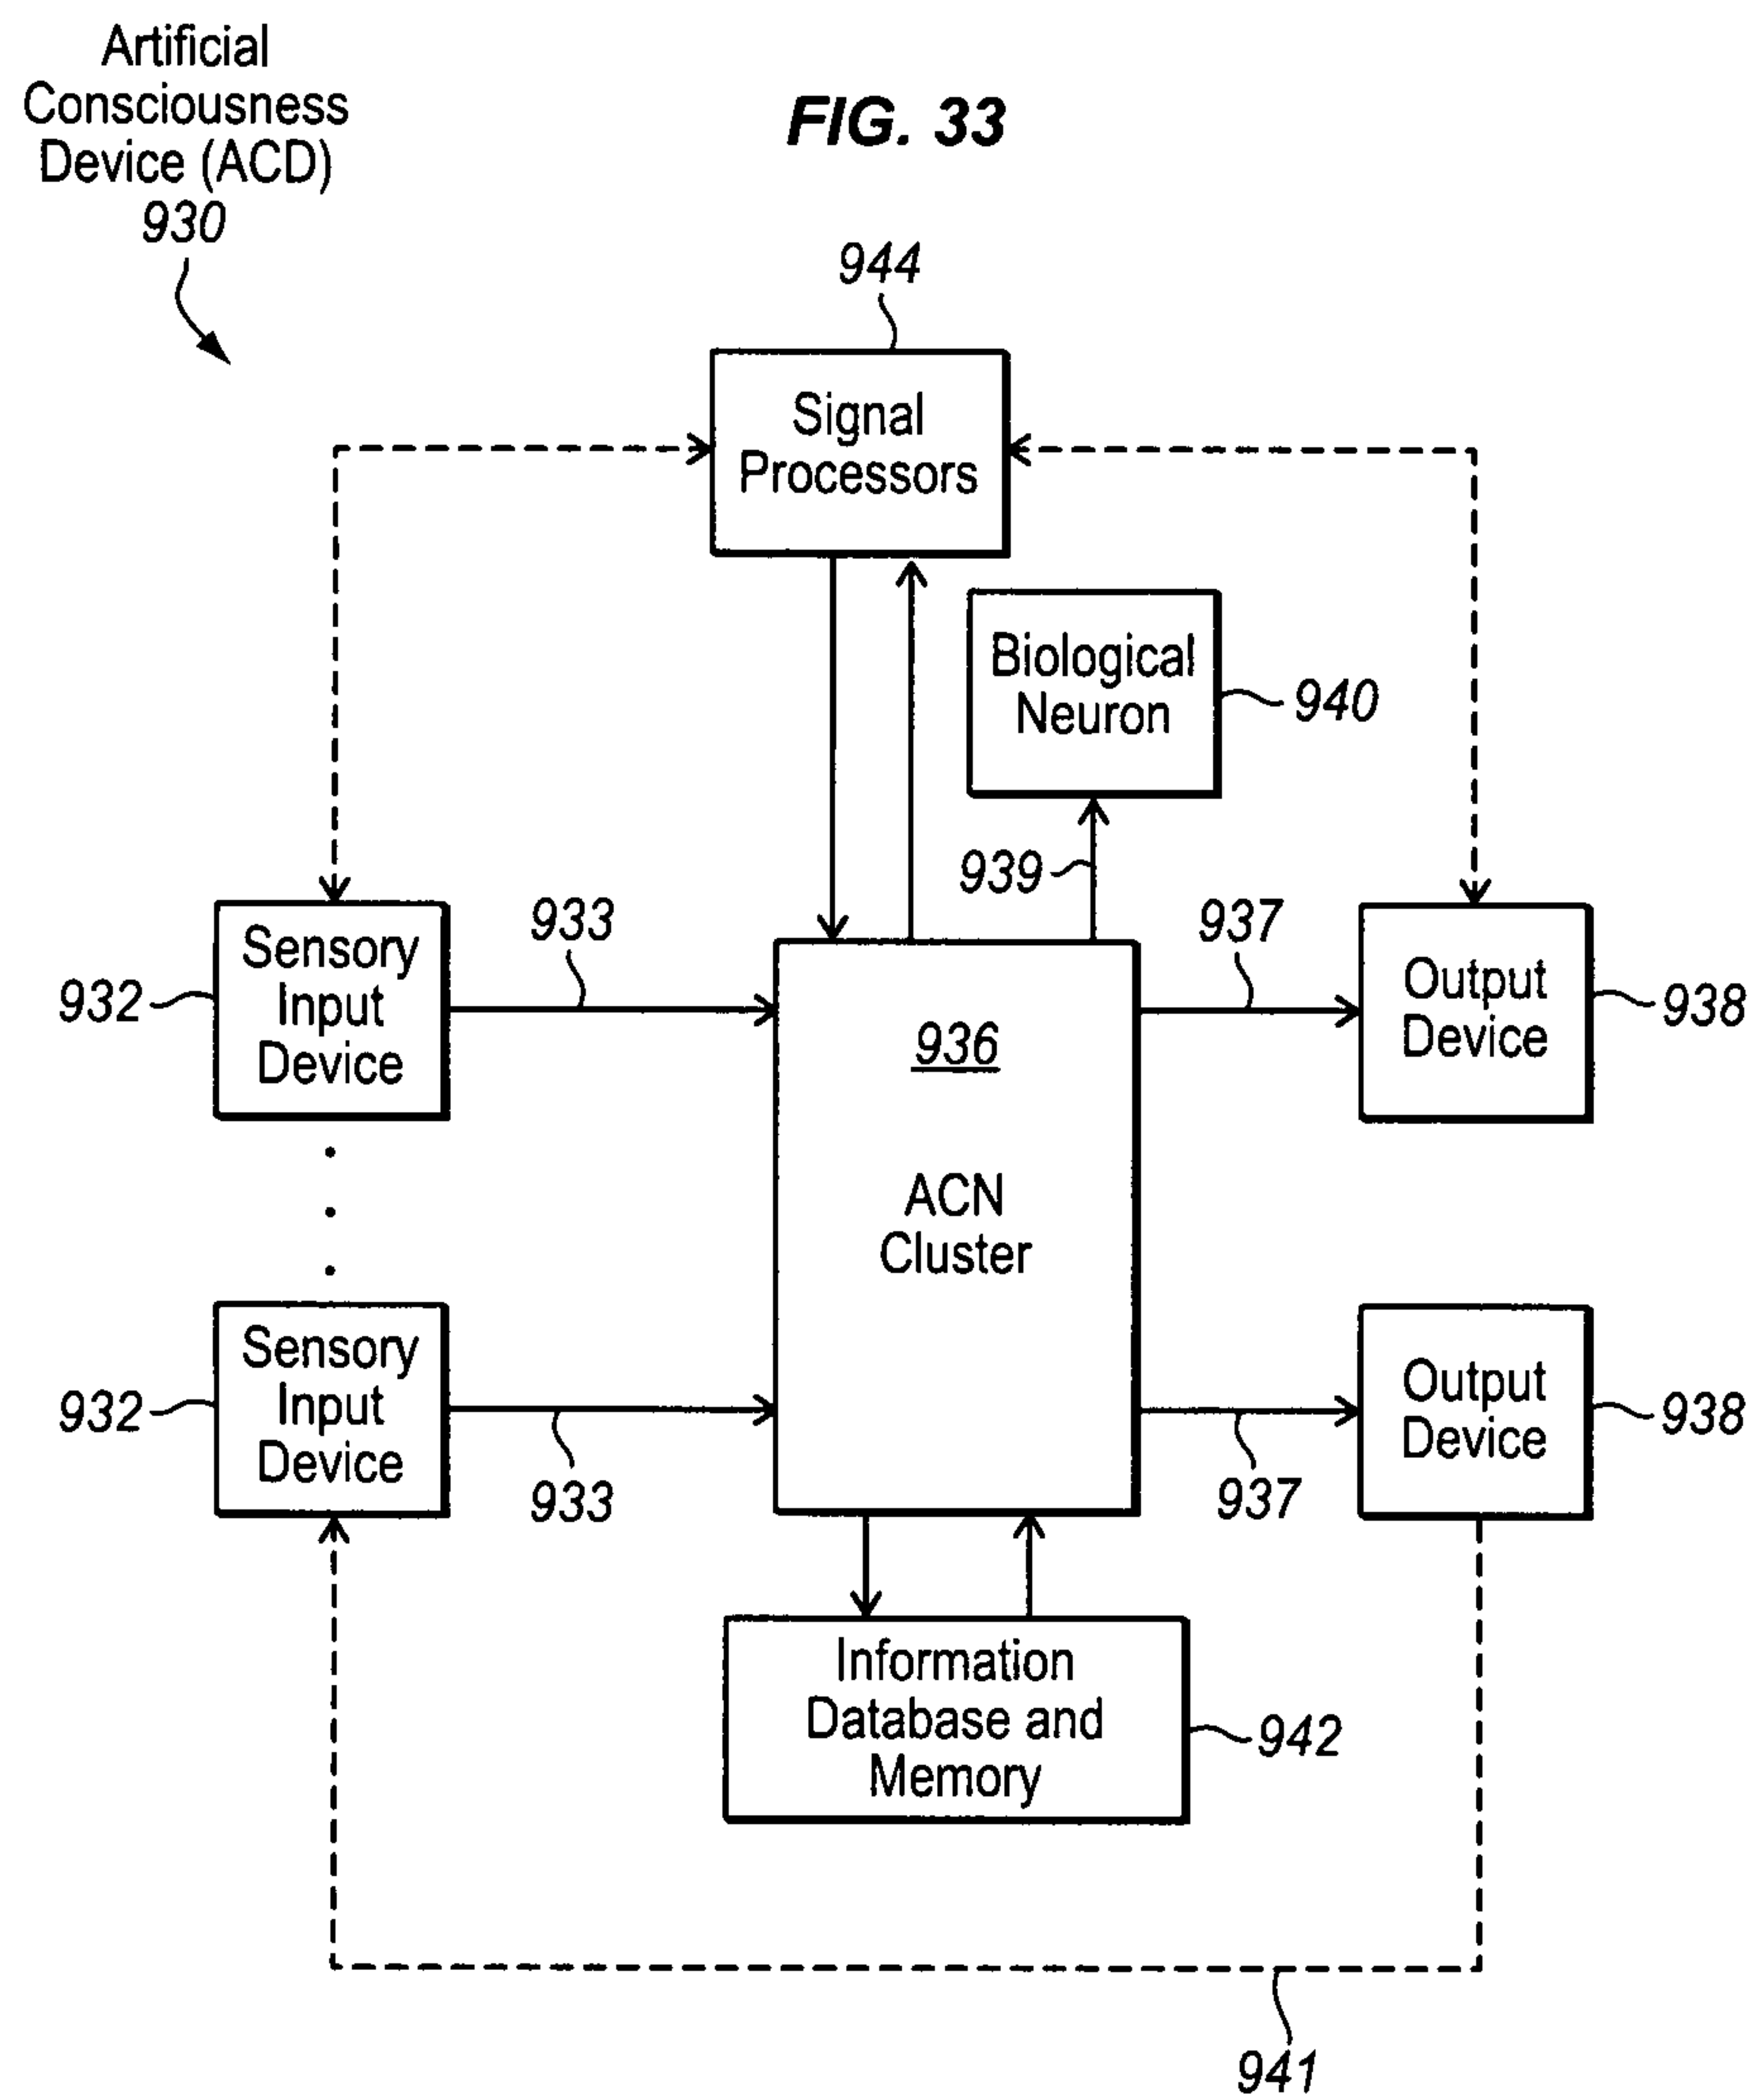 Artificial
Consciousness
Device (ACD)
930
FIG. 33
944
Signal
Processors
Biological
Neuron
940
939
933
937
Sensory
Input
Device
932
936
ACN
Cluster
Output
Device
938
Sensory
Input
Device
932
933
Output
Device
938
937
Information
Database and
Memory
942
941